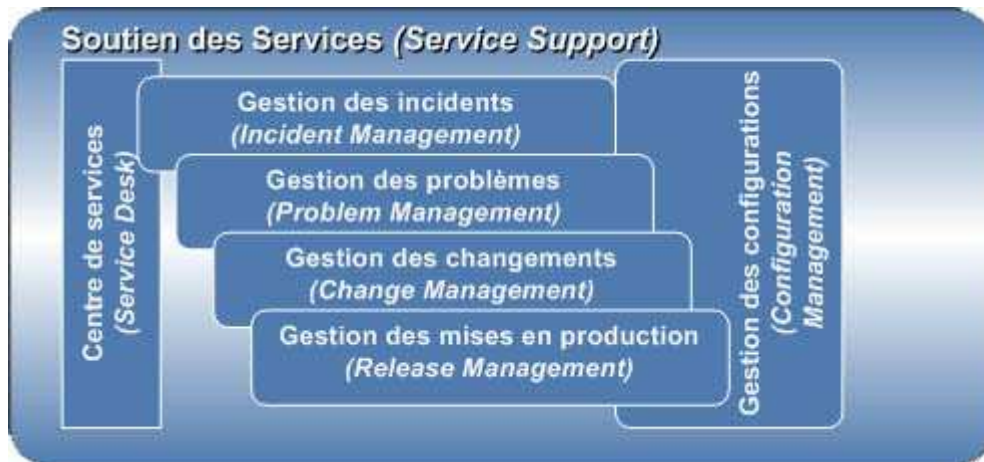 Soutien des Services (Service Support)
Centre de services
(Service Desk)
Gestion des incidents
(Incident Management)
Gestion des problèmes
(Problem Management)
Gestion des changements
(Change Management)
Gestion des mises en production
(Release Management)
Gestion des configurations
(Configuration
Management)